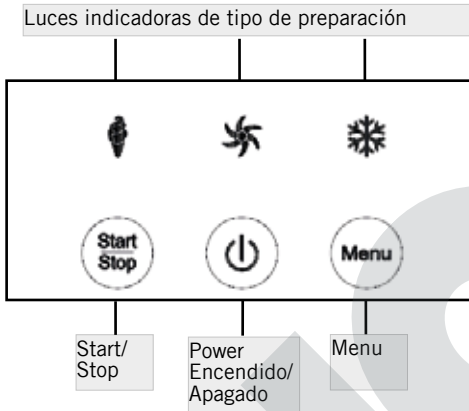 Luces indicadoras de tipo de preparación
Start
Stop
Menu
Start/
Stop
Power
Encendido/
Apagado
Menu